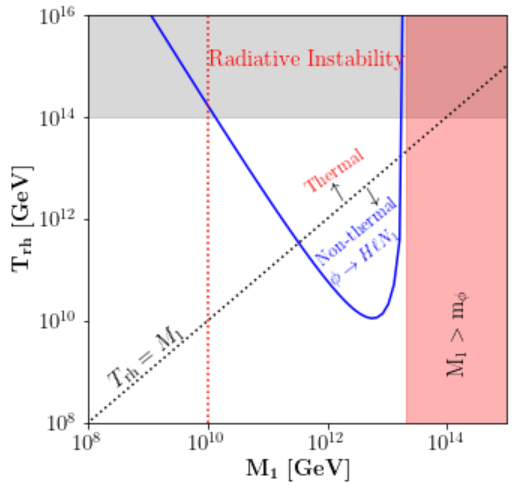 10^16
Radiative Instability
10^14
Thermal
10^12
Non-thermal
ϕ → HℓN_1
T_rh [GeV]
10^10
M_1 > m_ϕ
T_rh = M_1
10^8
10^8 10^10 10^12 10^14
M_1 [GeV]